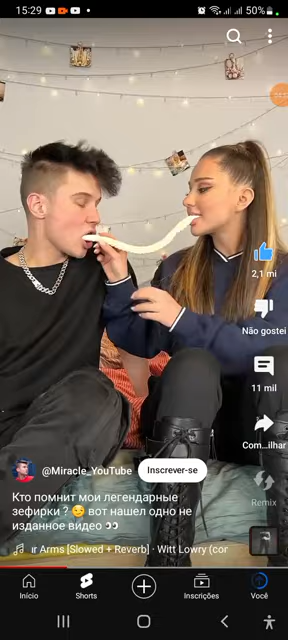 15:29
50%
2,1 mi
Não gostei
11 mil
Com...ilhar
Remix
@Miracle_YouTube
Inscrever-se
Кто помнит мои легендарные
зефирки ? 😏 вот нашел одно не
изданное видео 👀
ır Arms [Slowed + Reverb] · Witt Lowry (cor
Início
Shorts
Inscrições
Você